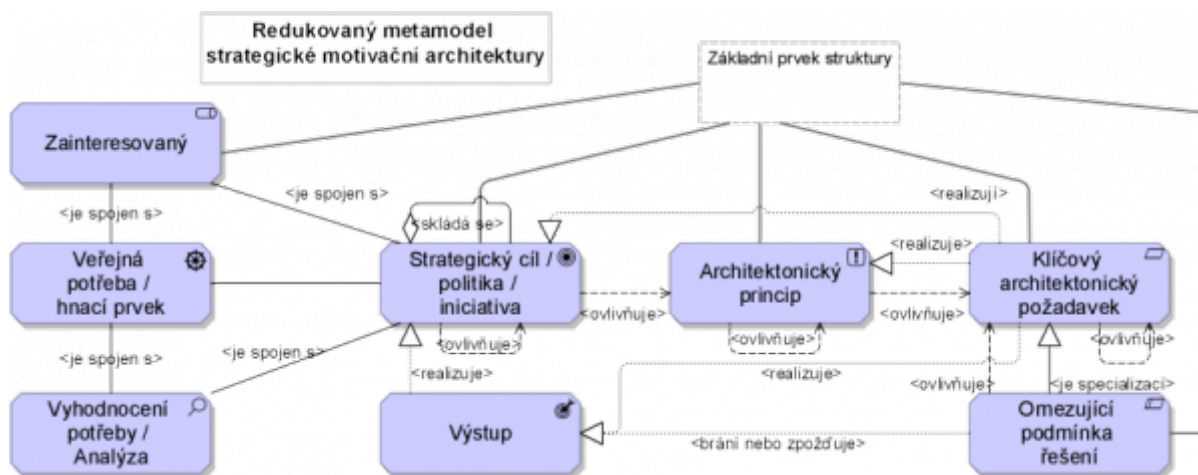 Redukovaný metamodel
strategické motivační architektury
Základní prvek struktury
Zainteresovaný
<je spojen s>
<realizují>
<je spojen s>
<skládá se>
Veřejná
potřeba /
hnací prvek
Strategický cíl /
politika /
iniciativa
Architektonický
princip
<realizuje>
Klíčový
architektonický
požadavek
<ovlivňuje>
<ovlivňuje>
<ovlivňuje>
<ovlivňuje>
<ovlivňuje>
<je spojen s>
<je spojen s>
<realizuje>
<realizuje>
<ovlivňuje>
<je specializací>
Vyhodnocení
potřeby /
Analýza
Výstup
<brání nebo zpožďuje>
Omezující
podmínka
řešení